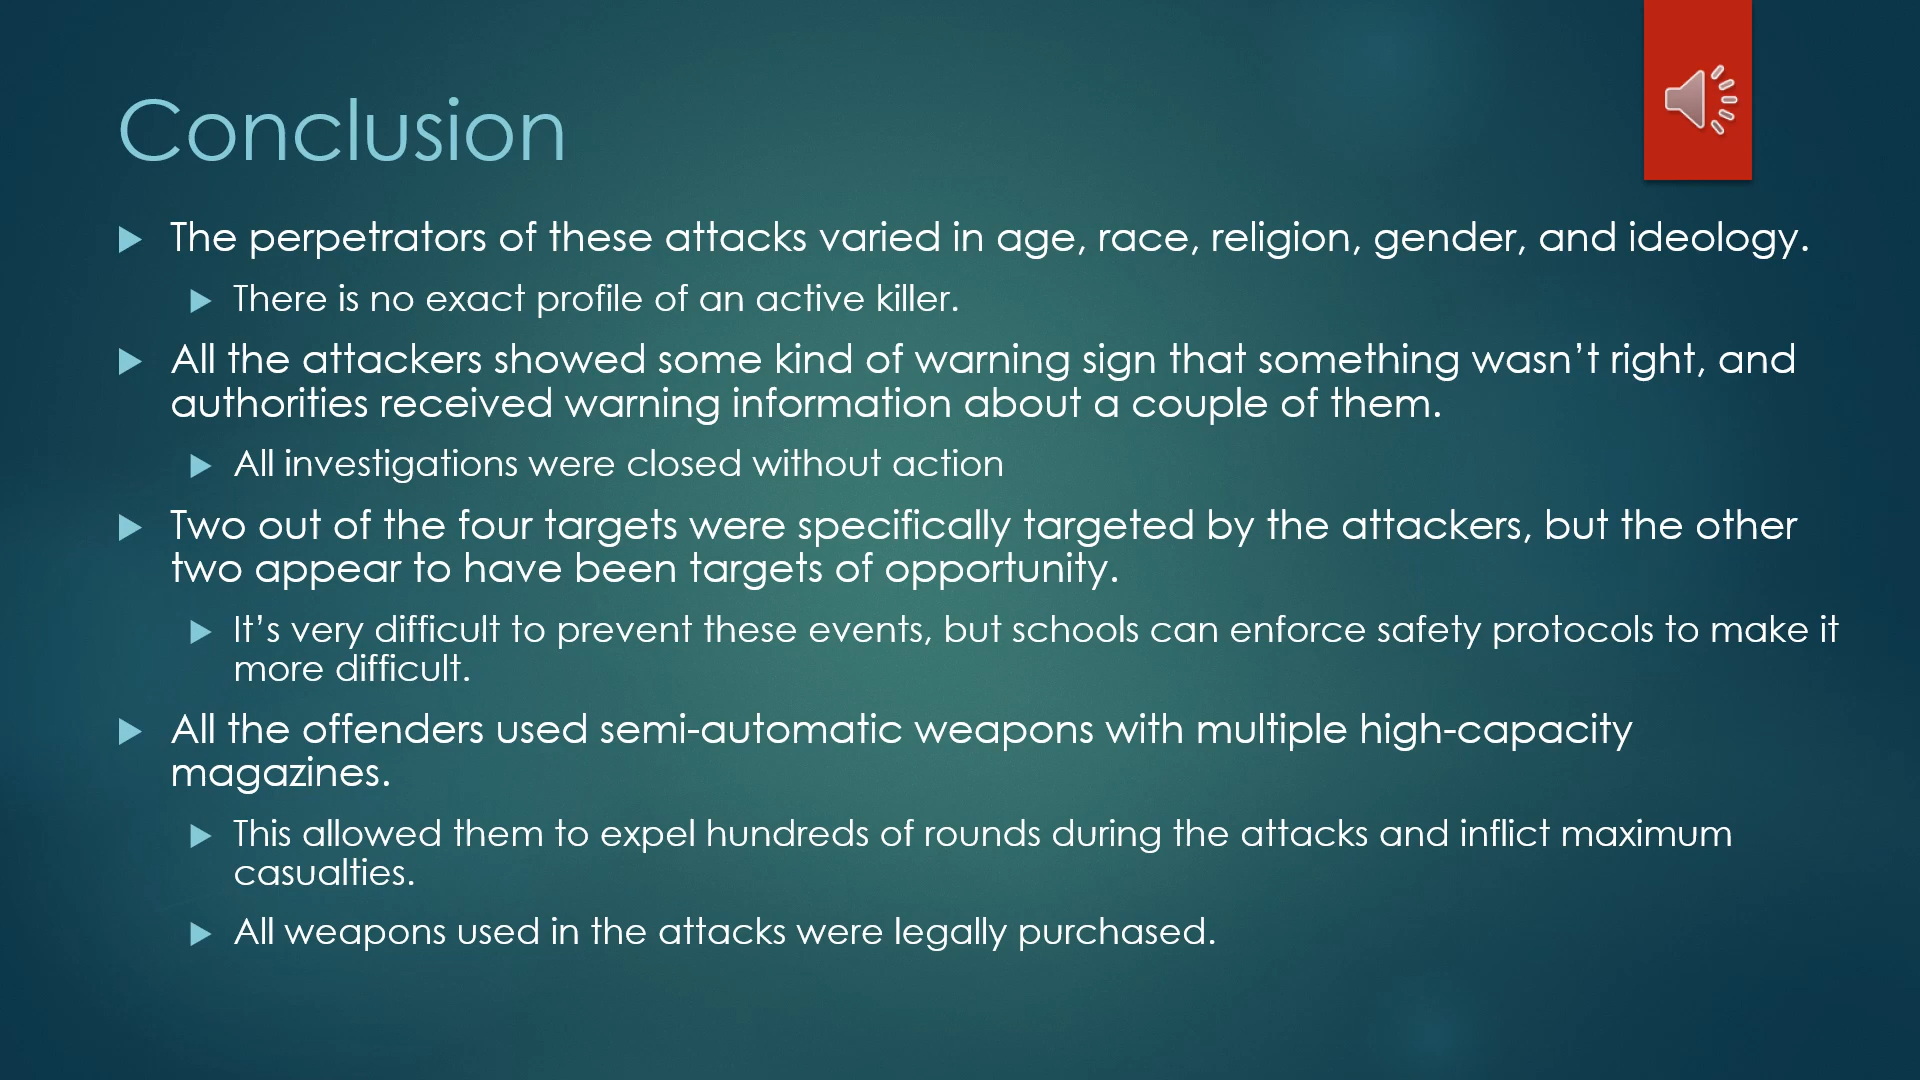 Conclusion
The perpetrators of these attacks varied in age, race, religion, gender, and ideology.
There is no exact profile of an active killer.
All the attackers showed some kind of warning sign that something wasn’t right, and
authorities received warning information about a couple of them.
All investigations were closed without action
Two out of the four targets were specifically targeted by the attackers, but the other
two appear to have been targets of opportunity.
It’s very difficult to prevent these events, but schools can enforce safety protocols to make it
more difficult.
All the offenders used semi-automatic weapons with multiple high-capacity
magazines.
This allowed them to expel hundreds of rounds during the attacks and inflict maximum
casualties.
All weapons used in the attacks were legally purchased.